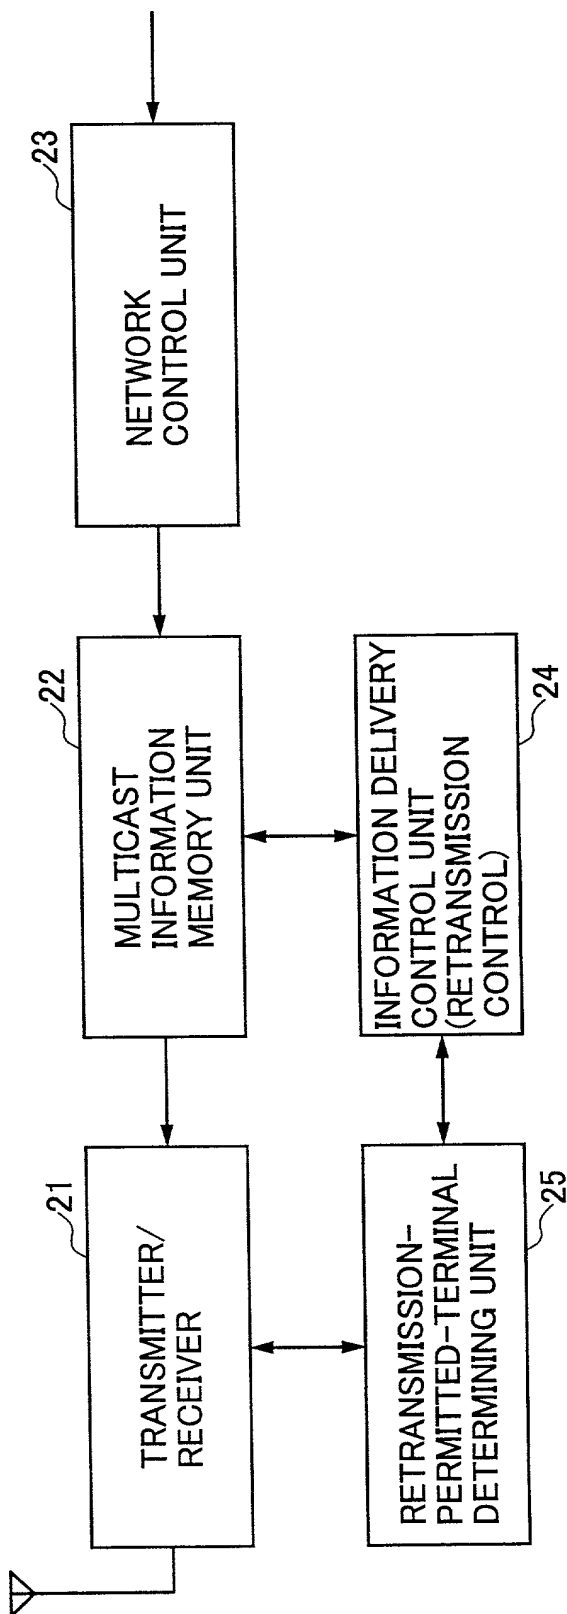 21
TRANSMITTER/
RECEIVER
22
MULTICAST
INFORMATION
MEMORY UNIT
23
NETWORK
CONTROL UNIT
RETRANSMISSION-
PERMITTED-TERMINAL
DETERMINING UNIT
25
INFORMATION DELIVERY
CONTROL UNIT
(RETRANSMISSION
CONTROL)
24